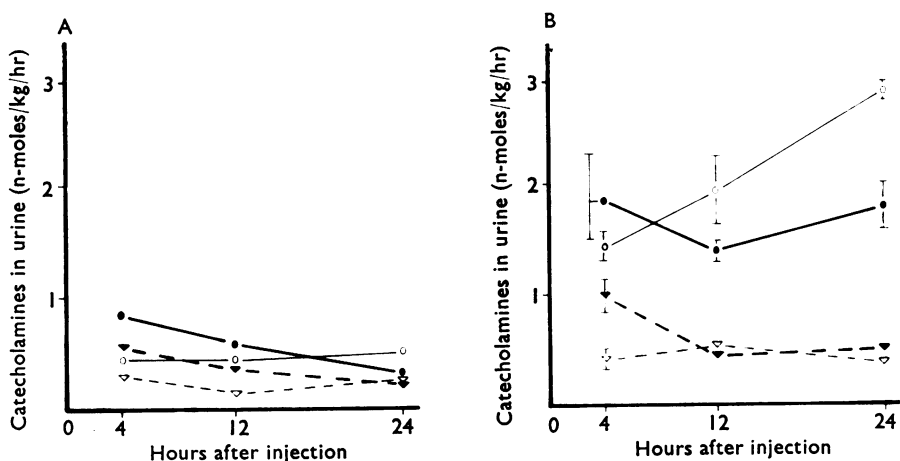 A
Catecholamines in urine (n-moles/kg/hr)
3
2
1
0 4 12 24
Hours after injection
B
Catecholamines in urine (n-moles/kg/hr)
3
2
1
0 4 12 24
Hours after injection